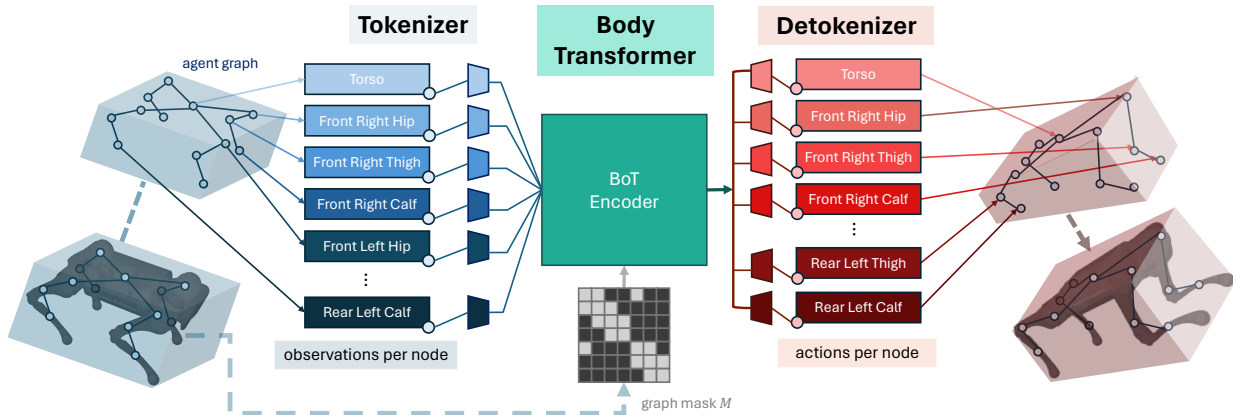 Tokenizer
Body
Transformer
Detokenizer
agent graph
Torso
Front Right Hip
Front Right Thigh
Front Right Calf
Front Left Hip
...
Rear Left Calf
observations per node
BoT
Encoder
graph mask M
Torso
Front Right Hip
Front Right Thigh
Front Right Calf
...
Rear Left Thigh
Rear Left Calf
actions per node